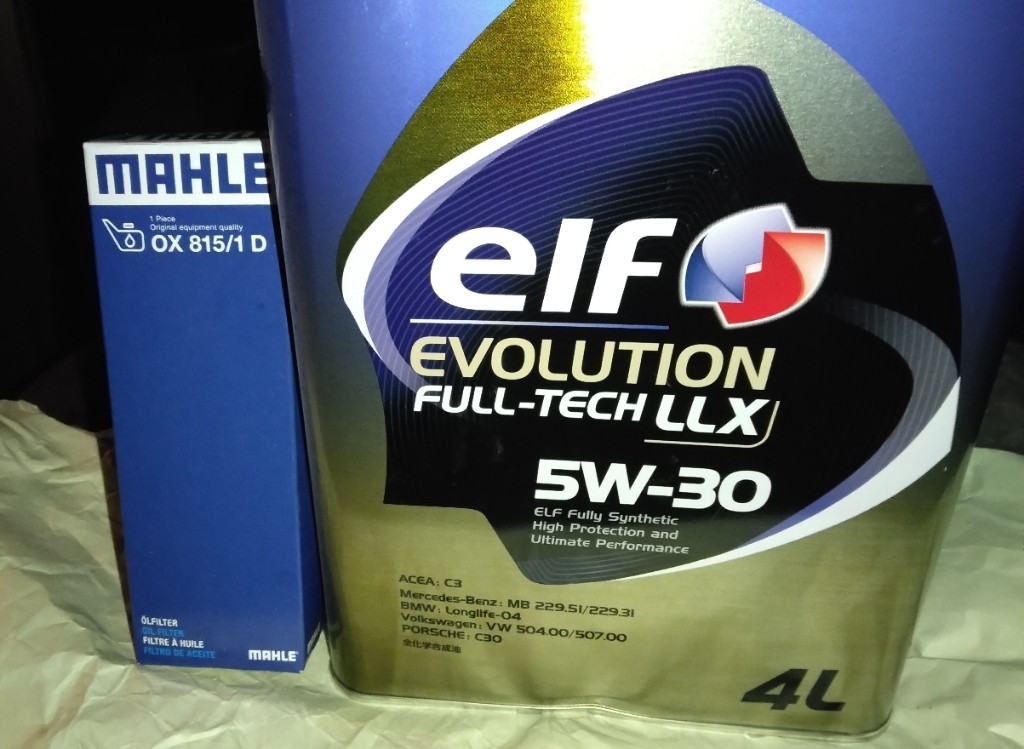 MAHLE
1 Piece
Original equipment quality
OX 815/1 D
ÖLFILTER
OIL FILTER
FILTRE À HUILE
FILTRO DE ACEITE
MAHLE
elf
EVOLUTION
FULL-TECH LLX
5W-30
ELF Fully Synthetic
High Protection and
Ultimate Performance
ACEA: C3
Mercedes-Benz: MB 229.51/229.31
BMW: Longlife-04
Volkswagen: VW 504.00/507.00
PORSCHE: C30
全化学合成油
4L